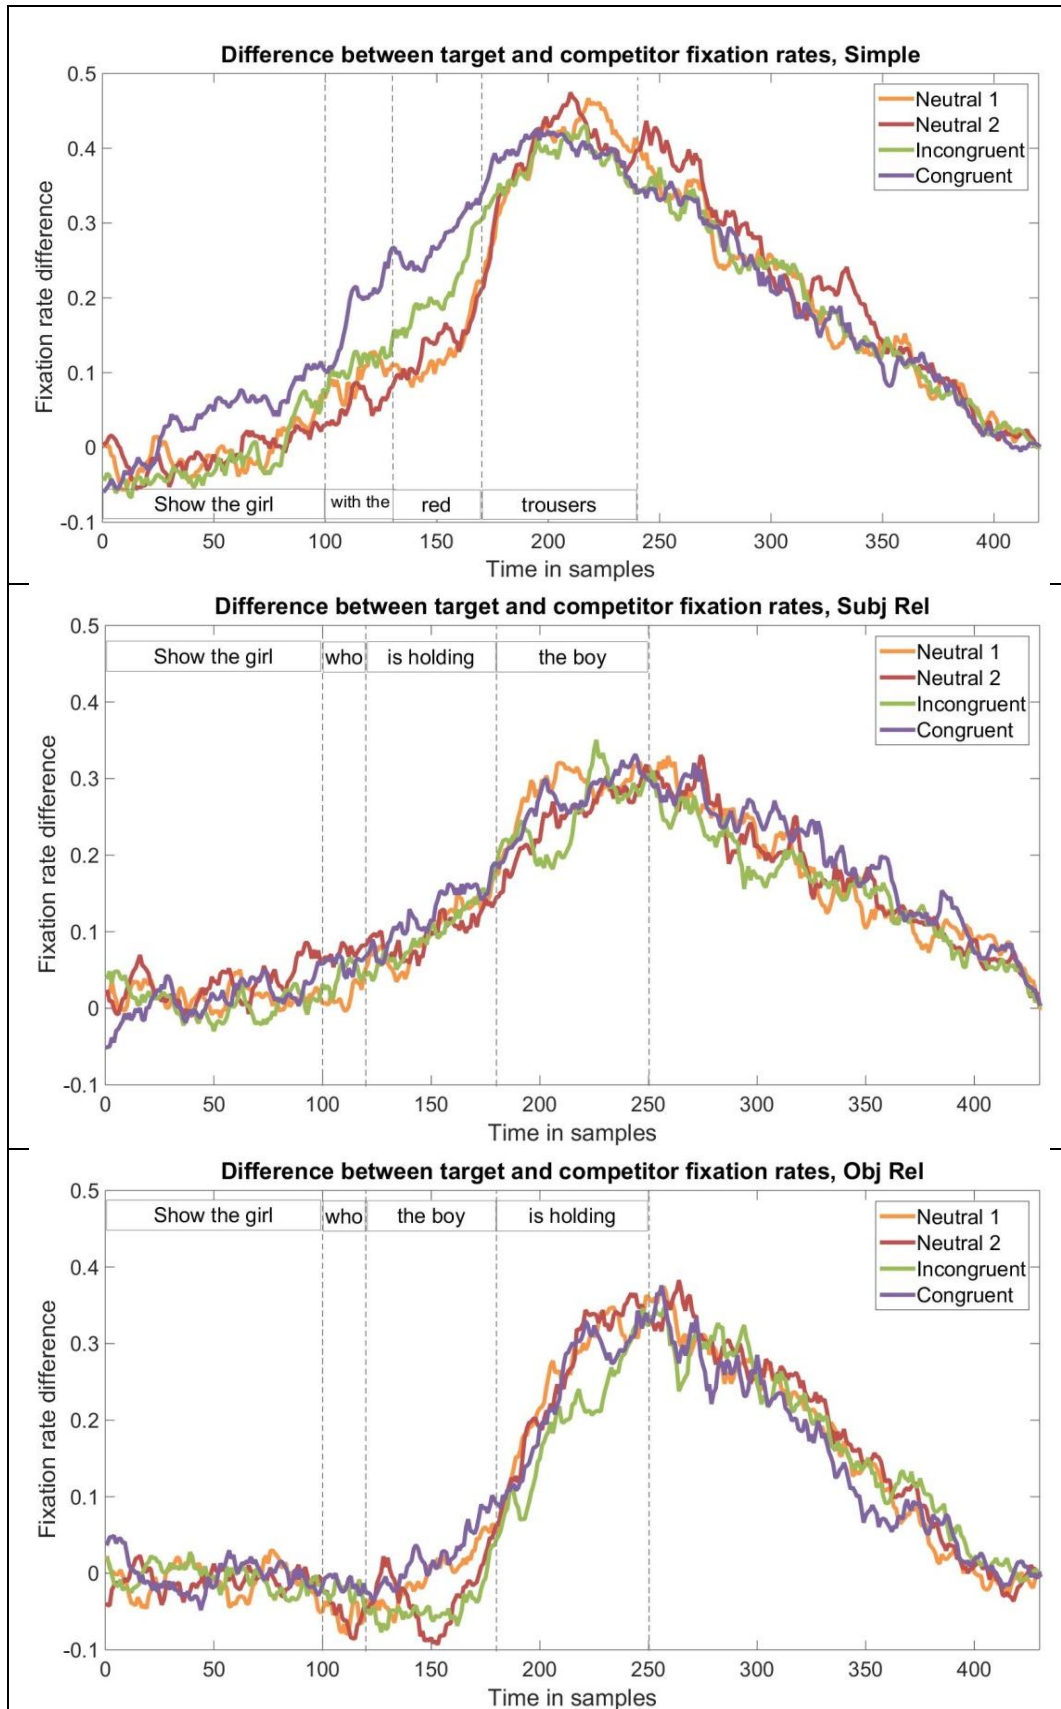 Difference between target and competitor fixation rates, Simple
0.5
0.4
0.3
0.2
0.1
0
-0.1
Fixation rate difference
Neutral 1
Neutral 2
Incongruent
Congruent
Show the girl
with the
red
trousers
0 50 100 150 200 250 300 350 400
Time in samples
Difference between target and competitor fixation rates, Subj Rel
0.5
0.4
0.3
0.2
0.1
0
-0.1
Fixation rate difference
Show the girl
who
is holding
the boy
Neutral 1
Neutral 2
Incongruent
Congruent
0 50 100 150 200 250 300 350 400
Time in samples
Difference between target and competitor fixation rates, Obj Rel
0.5
0.4
0.3
0.2
0.1
0
-0.1
Fixation rate difference
Show the girl
who
the boy
is holding
Neutral 1
Neutral 2
Incongruent
Congruent
0 50 100 150 200 250 300 350 400
Time in samples